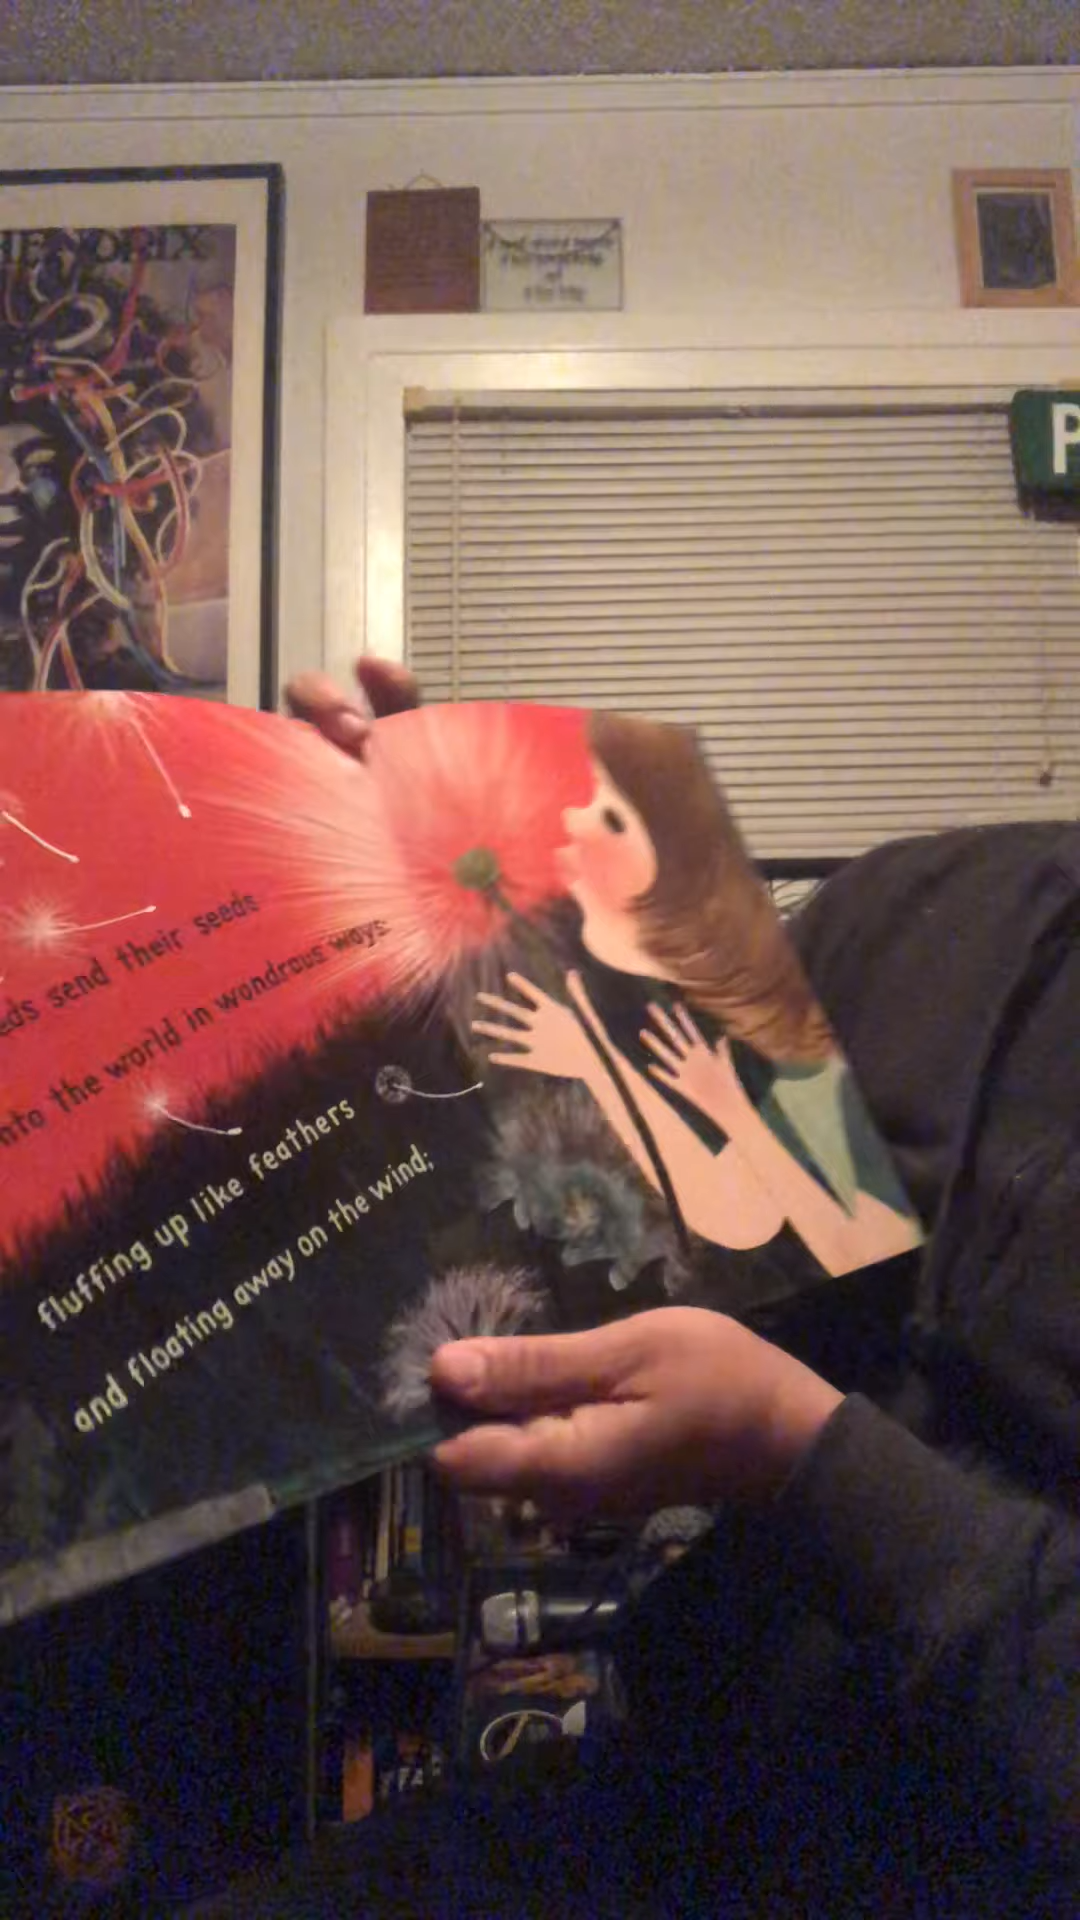 HENDRIX
P
eds send their seeds
nto the world in wondrous ways:
fluffing up like feathers
and floating away on the wind;